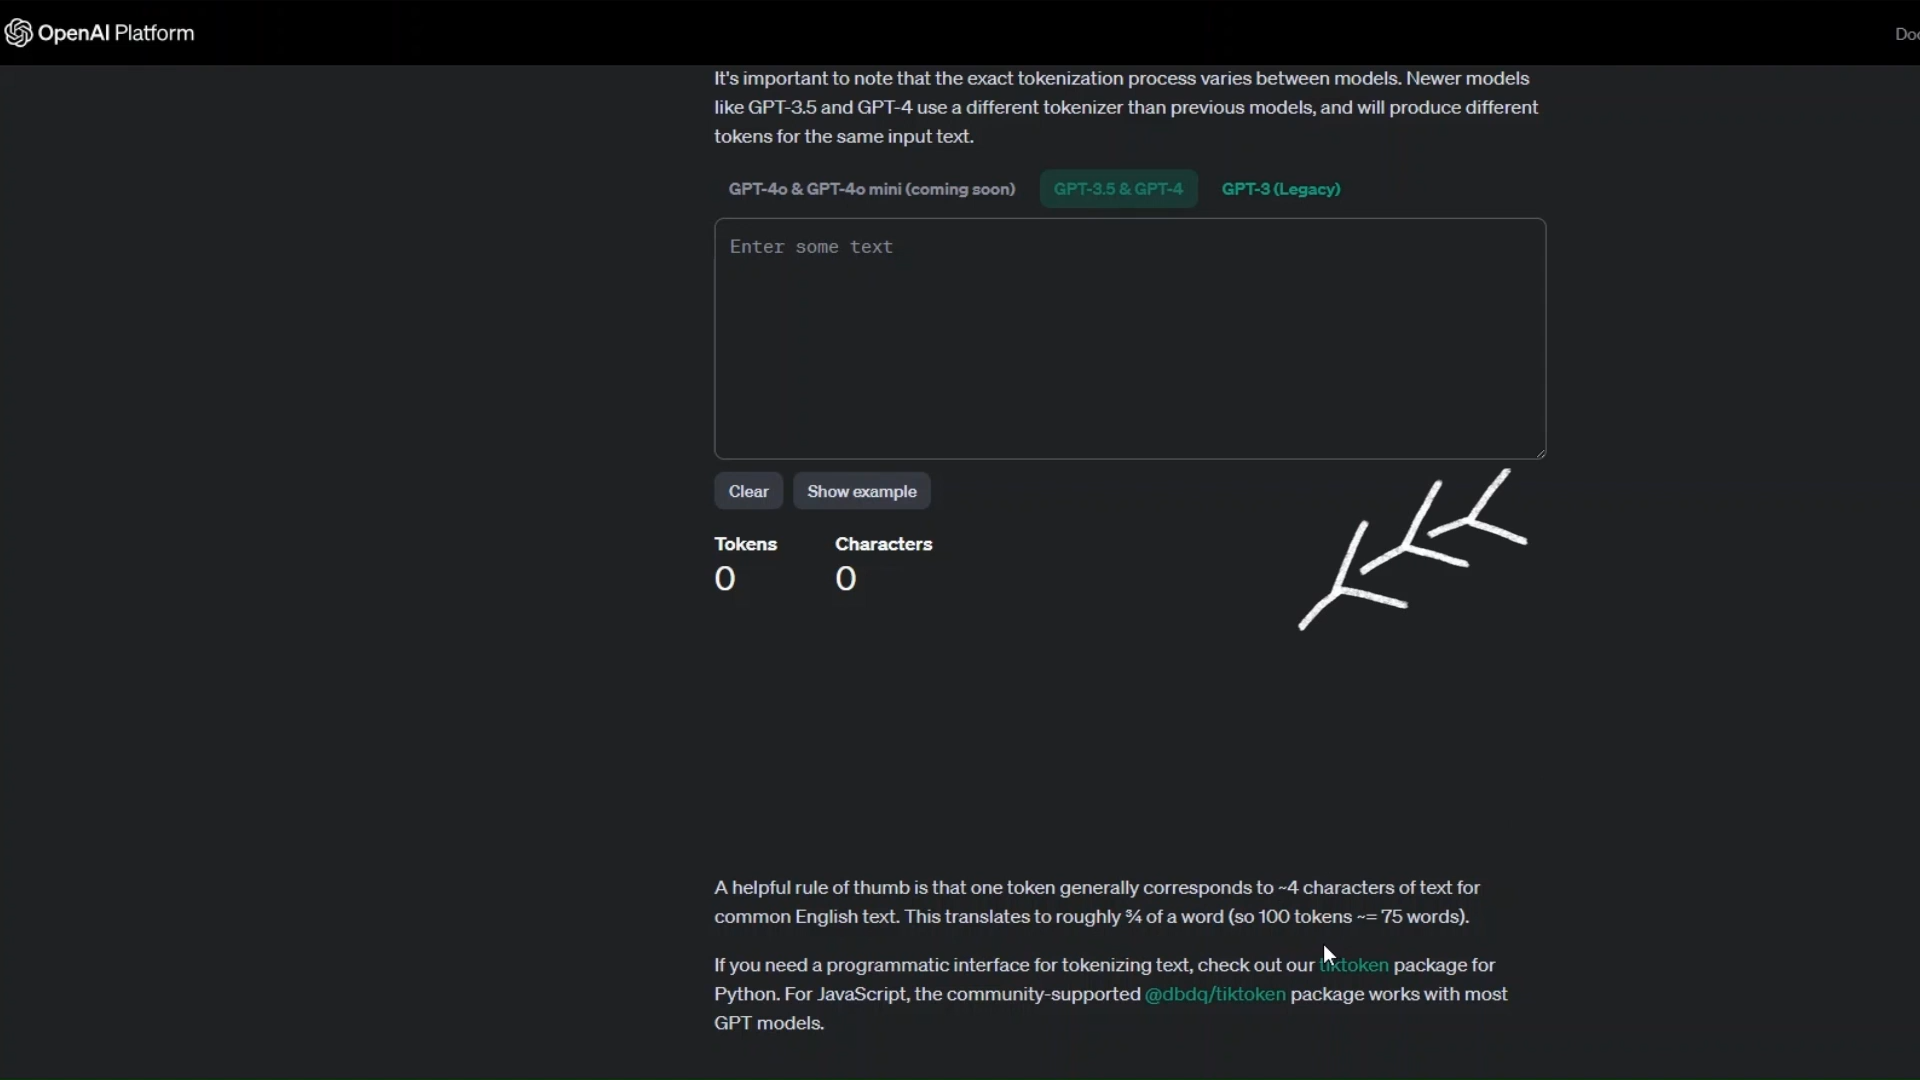 OpenAI Platform
Doc
It's important to note that the exact tokenization process varies between models. Newer models
like GPT-3.5 and GPT-4 use a different tokenizer than previous models, and will produce different
tokens for the same input text.
GPT-4o & GPT-4o mini (coming soon) GPT-3.5 & GPT-4 GPT-3 (Legacy)
Enter some text
Clear Show example
Tokens Characters
0 0
A helpful rule of thumb is that one token generally corresponds to ~4 characters of text for
common English text. This translates to roughly ¾ of a word (so 100 tokens ~= 75 words).
If you need a programmatic interface for tokenizing text, check out our tiktoken package for
Python. For JavaScript, the community-supported @dbdq/tiktoken package works with most
GPT models.